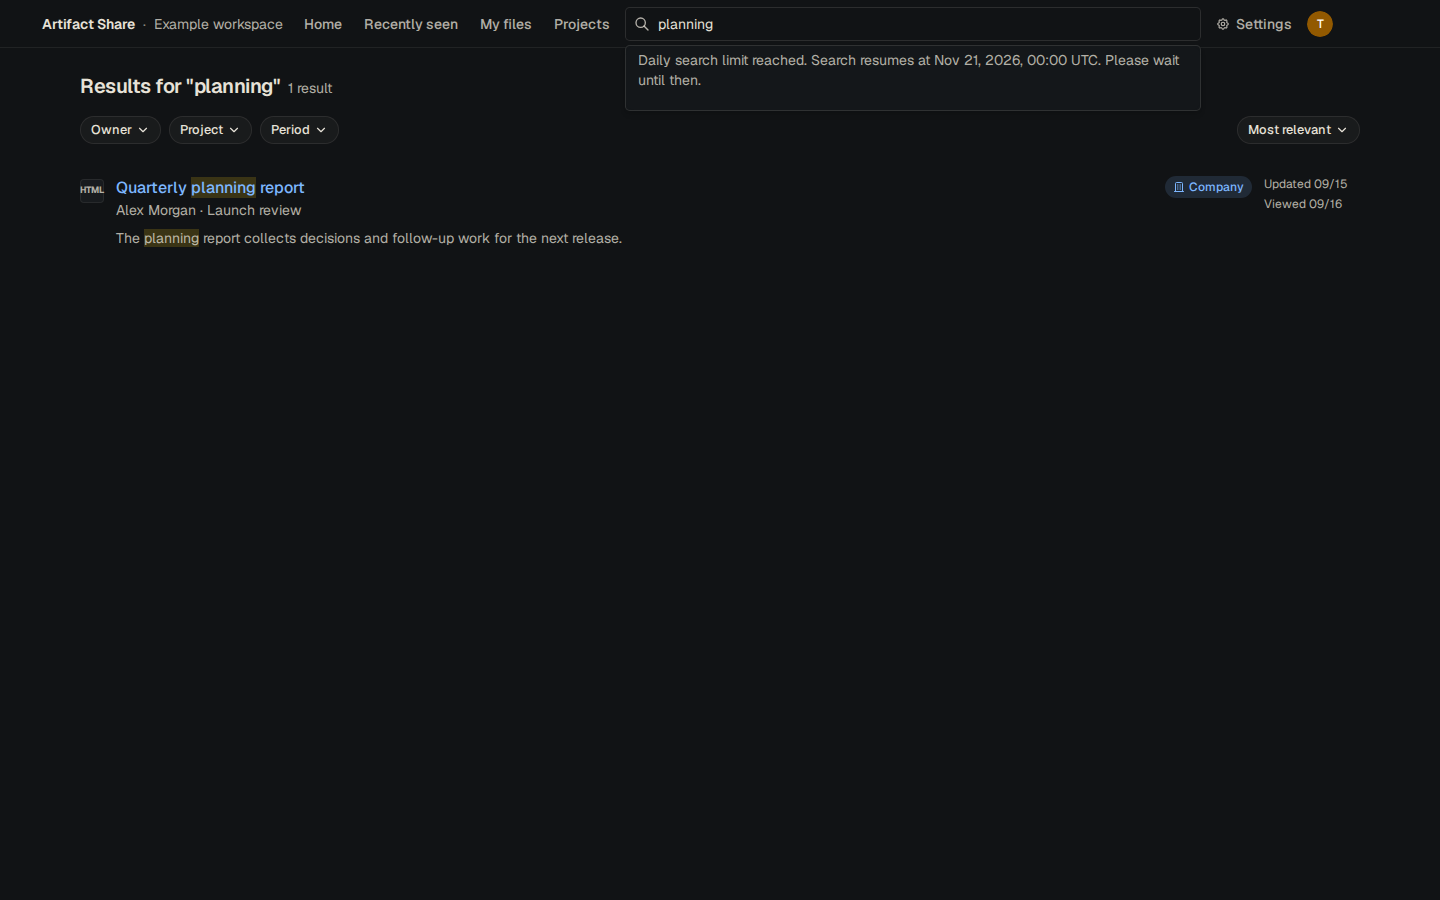 Artifact Share · Example workspace Home Recently seen My files Projects planning Settings T
Daily search limit reached. Search resumes at Nov 21, 2026, 00:00 UTC. Please wait
until then.
Results for "planning" 1 result
Owner Project Period Most relevant
HTML Quarterly planning report Company Updated 09/15
Alex Morgan · Launch review Viewed 09/16
The planning report collects decisions and follow-up work for the next release.